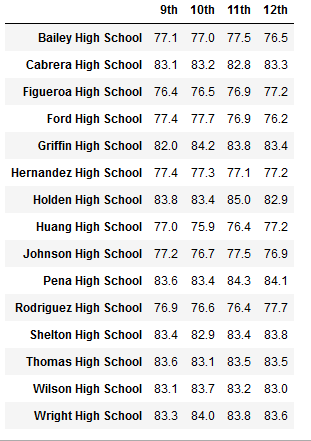 9th 10th 11th 12th
Bailey High School 77.1 77.0 77.5 76.5
Cabrera High School 83.1 83.2 82.8 83.3
Figueroa High School 76.4 76.5 76.9 77.2
Ford High School 77.4 77.7 76.9 76.2
Griffin High School 82.0 84.2 83.8 83.4
Hernandez High School 77.4 77.3 77.1 77.2
Holden High School 83.8 83.4 85.0 82.9
Huang High School 77.0 75.9 76.4 77.2
Johnson High School 77.2 76.7 77.5 76.9
Pena High School 83.6 83.4 84.3 84.1
Rodriguez High School 76.9 76.6 76.4 77.7
Shelton High School 83.4 82.9 83.4 83.8
Thomas High School 83.6 83.1 83.5 83.5
Wilson High School 83.1 83.7 83.2 83.0
Wright High School 83.3 84.0 83.8 83.6